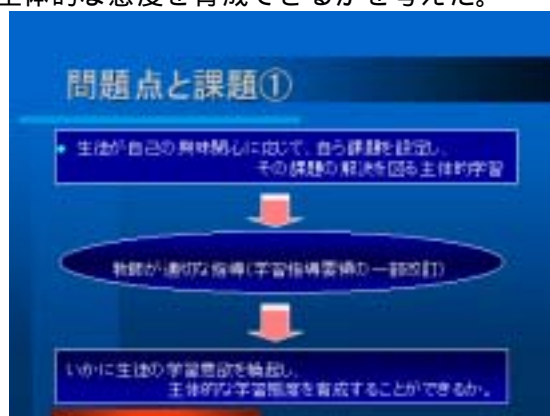 主体的な態度を育成できるかを考えた。
問題点と課題①
生徒が自己の興味関心に応じて、自ら課題を設定し、
その課題の解決を図る主体的学習
教師が適切な指導(学習指導要領の一部改訂)
いかに生徒の学習意欲を喚起し、
主体的な学習態度を育成することができるか。